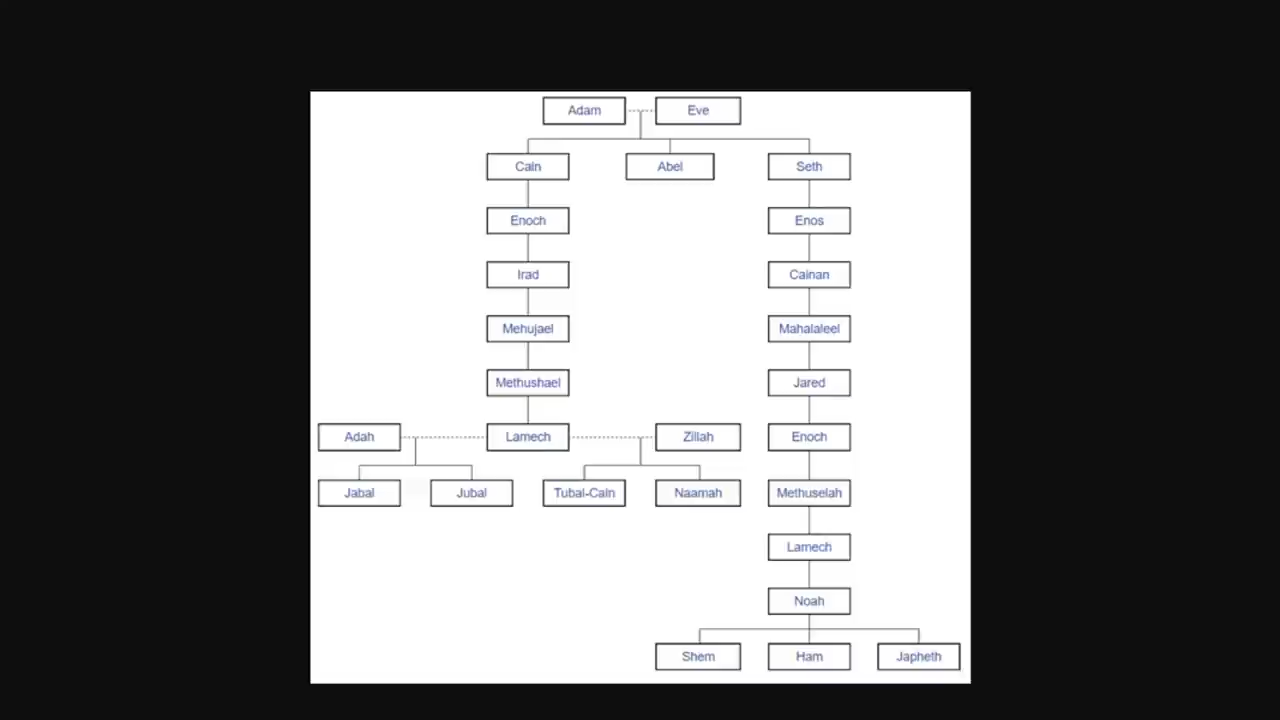 Adam Eve
Cain Abel Seth
Enoch Enos
Irad Cainan
Mehujael Mahalaleel
Methushael Jared
Adah Lamech Zillah Enoch
Jabal Jubal Tubal-Cain Naamah Methuselah
Lamech
Noah
Shem Ham Japheth